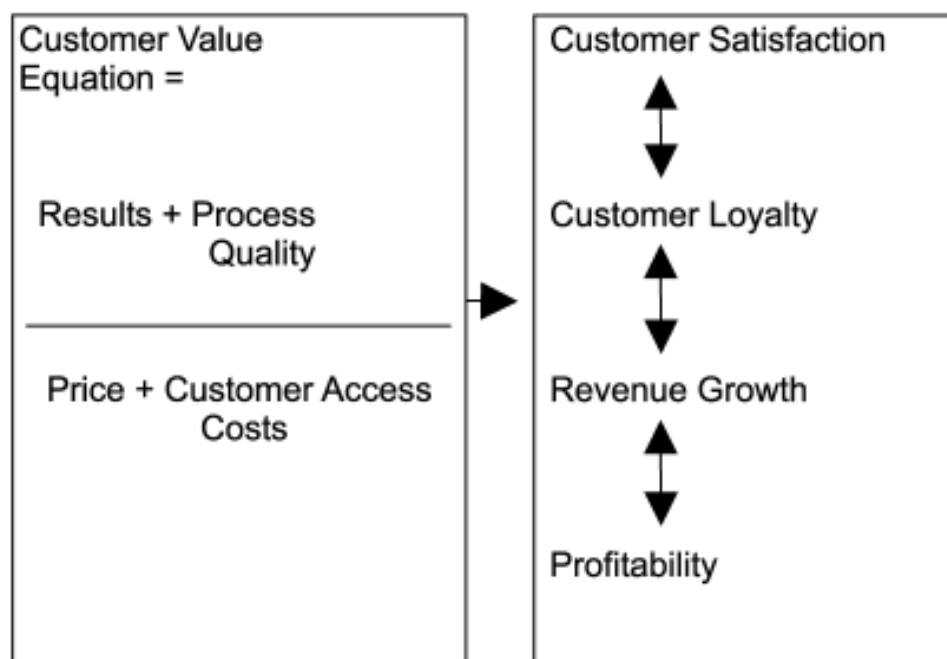 Customer Value
Equation =
Results + Process
Quality
Price + Customer Access
Costs
Customer Satisfaction
Customer Loyalty
Revenue Growth
Profitability